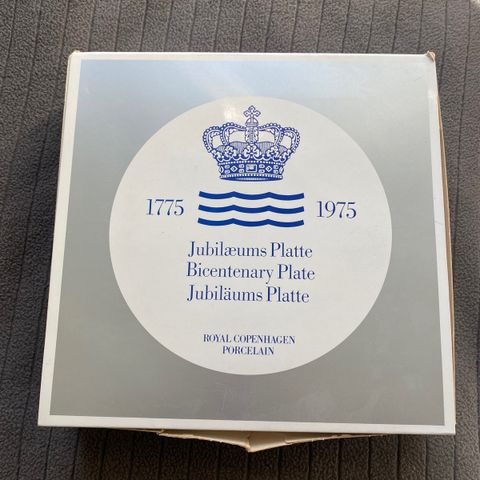 1775 1975
Jubilæums Platte
Bicentenary Plate
Jubiläums Platte
ROYAL COPENHAGEN
PORCELAIN